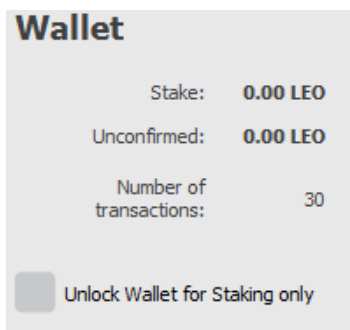 Wallet
Stake: 0.00 LEO
Unconfirmed: 0.00 LEO
Number of
transactions: 30
Unlock Wallet for Staking only